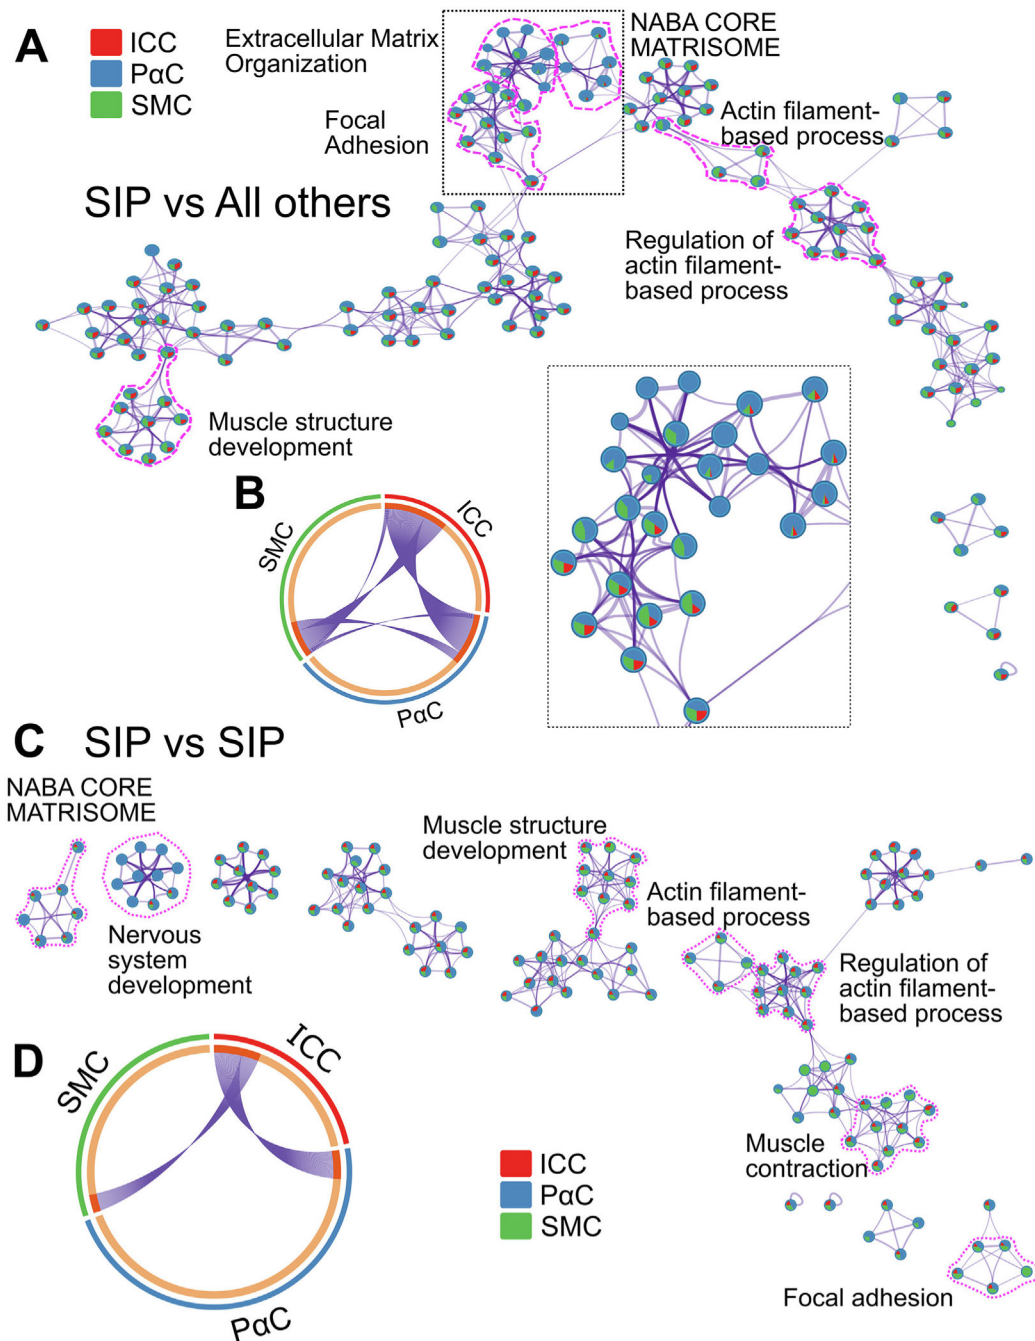 A
ICC
PαC
SMC
Extracellular Matrix
Organization
NABA CORE
MATRISOME
Focal
Adhesion
Actin filament-
based process
SIP vs All others
Regulation of
actin filament-
based process
Muscle structure
development
B
SMC
ICC
PαC
C
SIP vs SIP
NABA CORE
MATRISOME
Nervous
system
development
Muscle structure
development
Actin filament-
based process
Regulation of
actin filament-
based process
D
SMC
ICC
PαC
Muscle
contraction
ICC
PαC
SMC
Focal adhesion